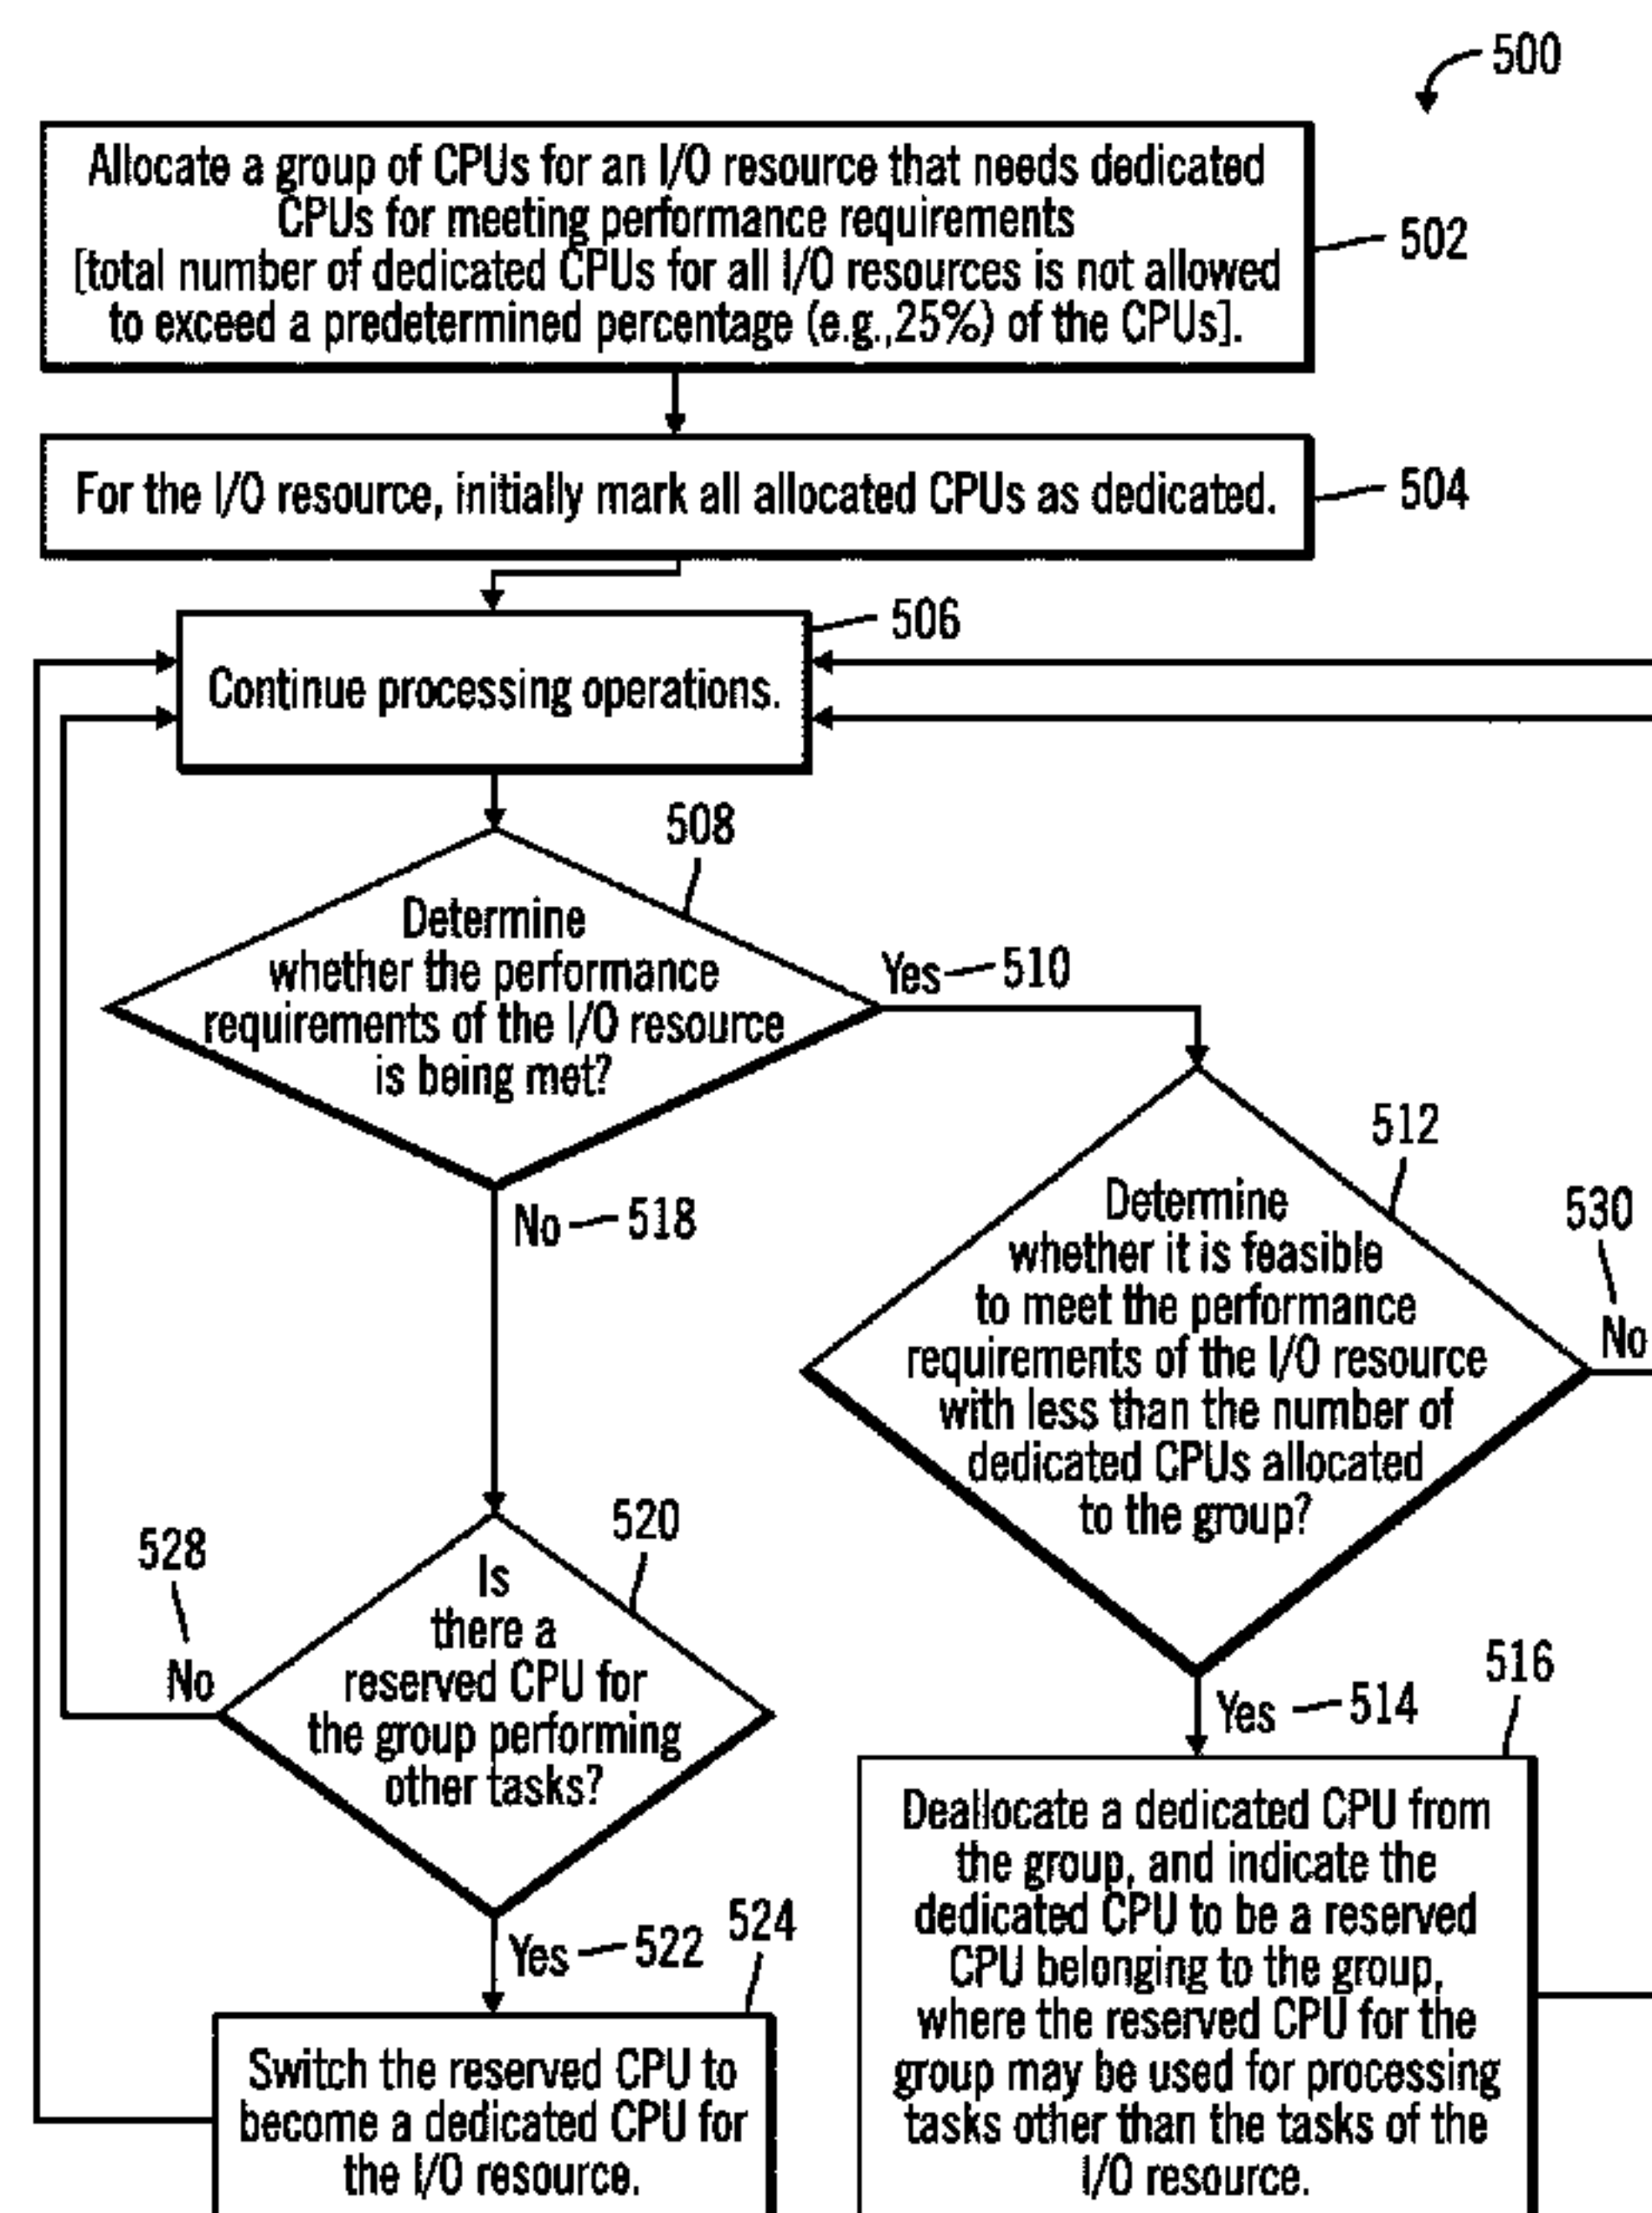 500
Allocate a group of CPUs for an I/O resource that needs dedicated
CPUs for meeting performance requirements
[total number of dedicated CPUs for all I/O resources is not allowed
to exceed a predetermined percentage (e.g.,25%) of the CPUs].
502
For the I/O resource, initially mark all allocated CPUs as dedicated.
504
506
Continue processing operations.
508
Determine
whether the performance
requirements of the I/O resource
is being met?
Yes 510
No 518
512
Determine
whether it is feasible
to meet the performance
requirements of the I/O resource
with less than the number of
dedicated CPUs allocated
to the group?
530
No
Yes 514
520
Is
there a
reserved CPU for
the group performing
other tasks?
528
No
Yes 522
524
Switch the reserved CPU to
become a dedicated CPU for
the I/O resource.
516
Deallocate a dedicated CPU from
the group, and indicate the
dedicated CPU to be a reserved
CPU belonging to the group,
where the reserved CPU for the
group may be used for processing
tasks other than the tasks of the
I/O resource.